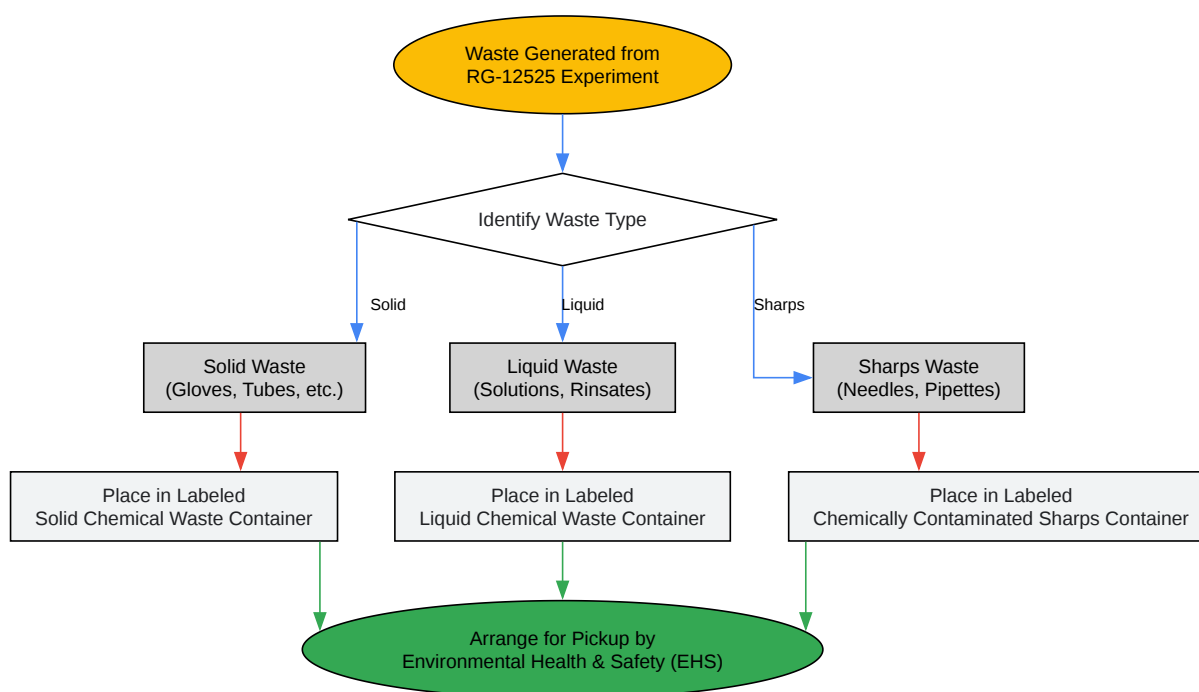 Waste Generated from
RG-12525 Experiment
Identify Waste Type
Solid
Liquid
Sharps
Solid Waste
(Gloves, Tubes, etc.)
Liquid Waste
(Solutions, Rinsates)
Sharps Waste
(Needles, Pipettes)
Place in Labeled
Solid Chemical Waste Container
Place in Labeled
Liquid Chemical Waste Container
Place in Labeled
Chemically Contaminated Sharps Container
Arrange for Pickup by
Environmental Health & Safety (EHS)